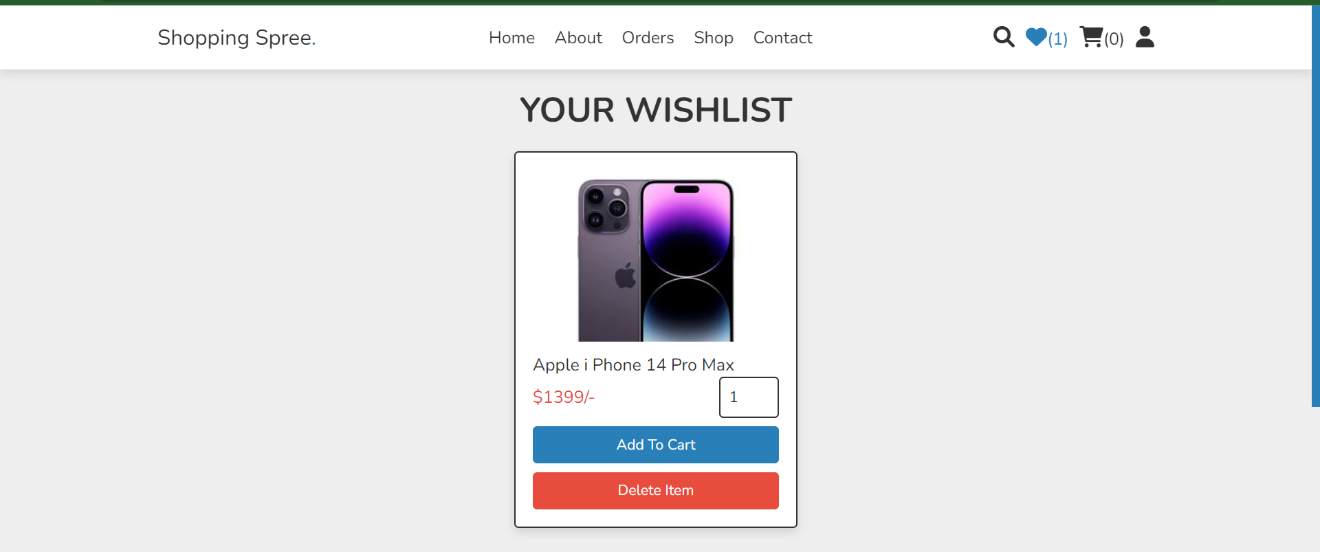 Shopping Spree.
Home About Orders Shop Contact
(1) (0)
YOUR WISHLIST
Apple i Phone 14 Pro Max
$1399/-
1
Add To Cart
Delete Item